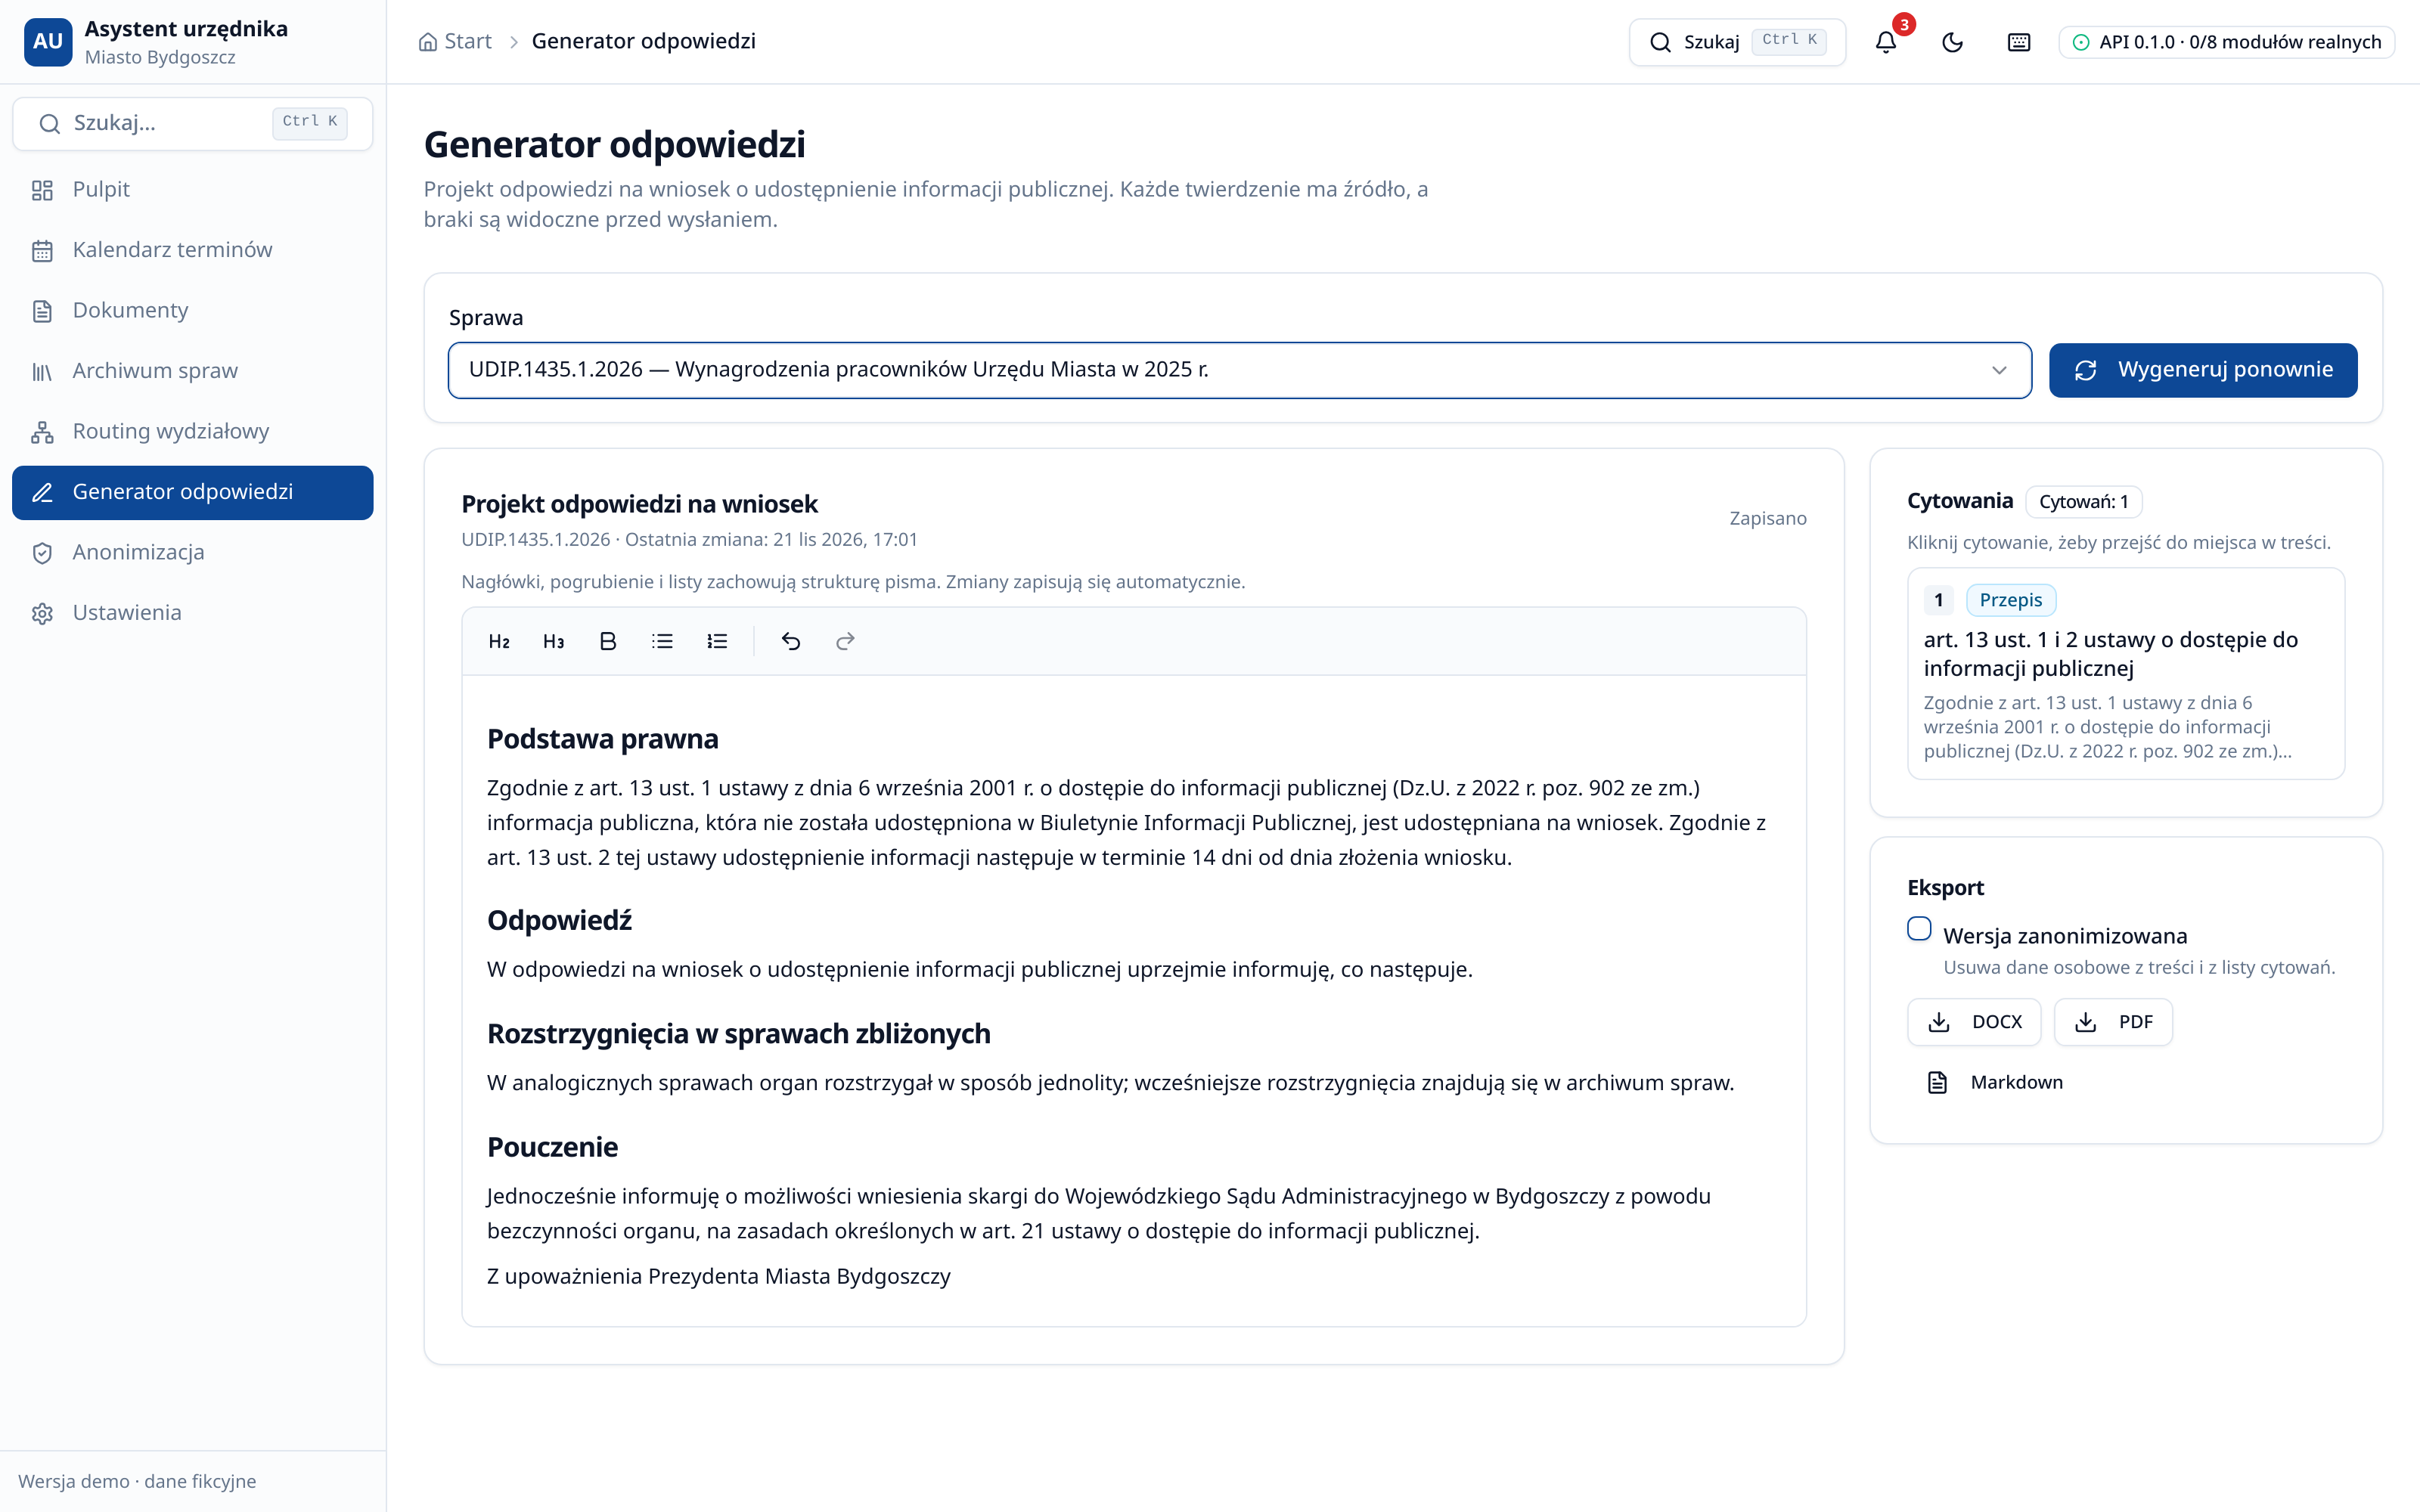 AU
Asystent urzędnika
Miasto Bydgoszcz
Szukaj...
Ctrl K
Pulpit
Kalendarz terminów
Dokumenty
Archiwum spraw
Routing wydziałowy
Generator odpowiedzi
Anonimizacja
Ustawienia
Wersja demo · dane fikcyjne
Start
Generator odpowiedzi
Szukaj
Ctrl K
3
API 0.1.0 · 0/8 modułów realnych
Generator odpowiedzi
Projekt odpowiedzi na wniosek o udostępnienie informacji publicznej. Każde twierdzenie ma źródło, a
braki są widoczne przed wysłaniem.
Sprawa
UDIP.1435.1.2026 — Wynagrodzenia pracowników Urzędu Miasta w 2025 r.
Wygeneruj ponownie
Projekt odpowiedzi na wniosek
UDIP.1435.1.2026 · Ostatnia zmiana: 21 lis 2026, 17:01
Zapisano
Nagłówki, pogrubienie i listy zachowują strukturę pisma. Zmiany zapisują się automatycznie.
H2
H3
B
Podstawa prawna
Zgodnie z art. 13 ust. 1 ustawy z dnia 6 września 2001 r. o dostępie do informacji publicznej (Dz.U. z 2022 r. poz. 902 ze zm.)
informacja publiczna, która nie została udostępniona w Biuletynie Informacji Publicznej, jest udostępniana na wniosek. Zgodnie z
art. 13 ust. 2 tej ustawy udostępnienie informacji następuje w terminie 14 dni od dnia złożenia wniosku.
Odpowiedź
W odpowiedzi na wniosek o udostępnienie informacji publicznej uprzejmie informuję, co następuje.
Rozstrzygnięcia w sprawach zbliżonych
W analogicznych sprawach organ rozstrzygał w sposób jednolity; wcześniejsze rozstrzygnięcia znajdują się w archiwum spraw.
Pouczenie
Jednocześnie informuję o możliwości wniesienia skargi do Wojewódzkiego Sądu Administracyjnego w Bydgoszczy z powodu
bezczynności organu, na zasadach określonych w art. 21 ustawy o dostępie do informacji publicznej.
Z upoważnienia Prezydenta Miasta Bydgoszczy
Cytowania
Cytowań: 1
Kliknij cytowanie, żeby przejść do miejsca w treści.
1
Przepis
art. 13 ust. 1 i 2 ustawy o dostępie do
informacji publicznej
Zgodnie z art. 13 ust. 1 ustawy z dnia 6
września 2001 r. o dostępie do informacji
publicznej (Dz.U. z 2022 r. poz. 902 ze zm.)...
Eksport
Wersja zanonimizowana
Usuwa dane osobowe z treści i z listy cytowań.
DOCX
PDF
Markdown